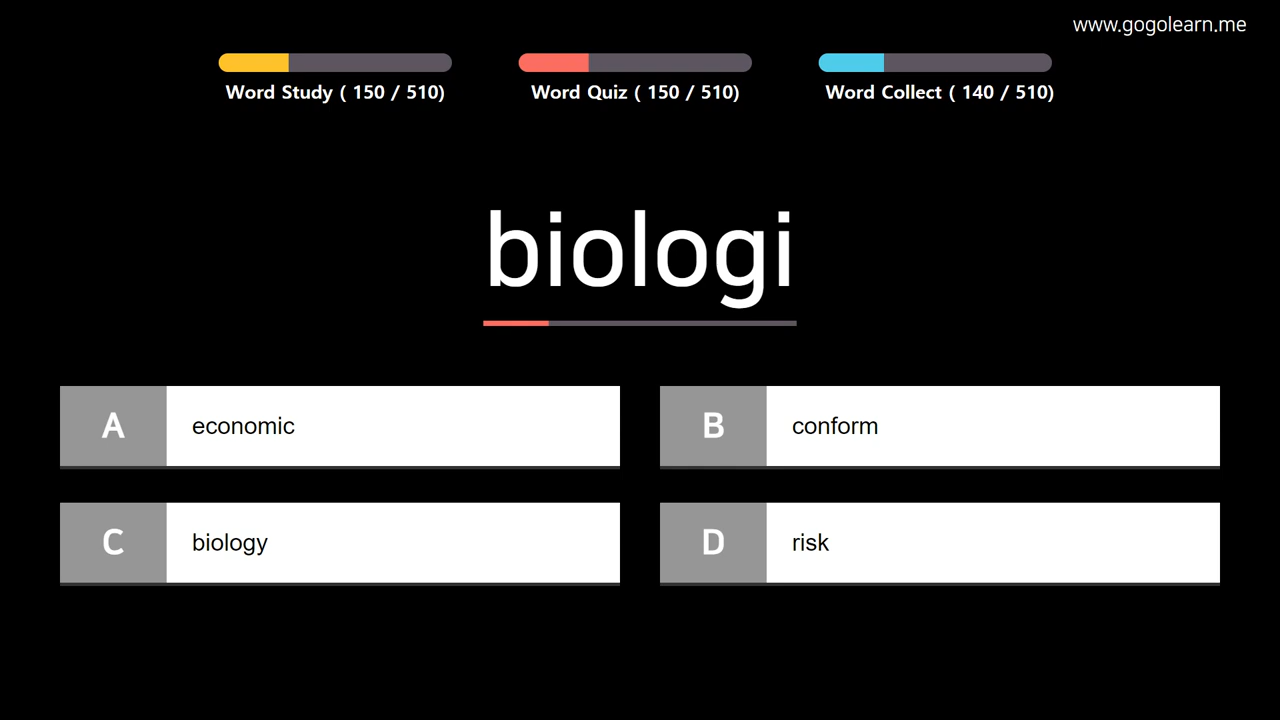 www.gogolearn.me
Word Study ( 150 / 510)
Word Quiz ( 150 / 510)
Word Collect ( 140 / 510)
biologi
A economic
B conform
C biology
D risk